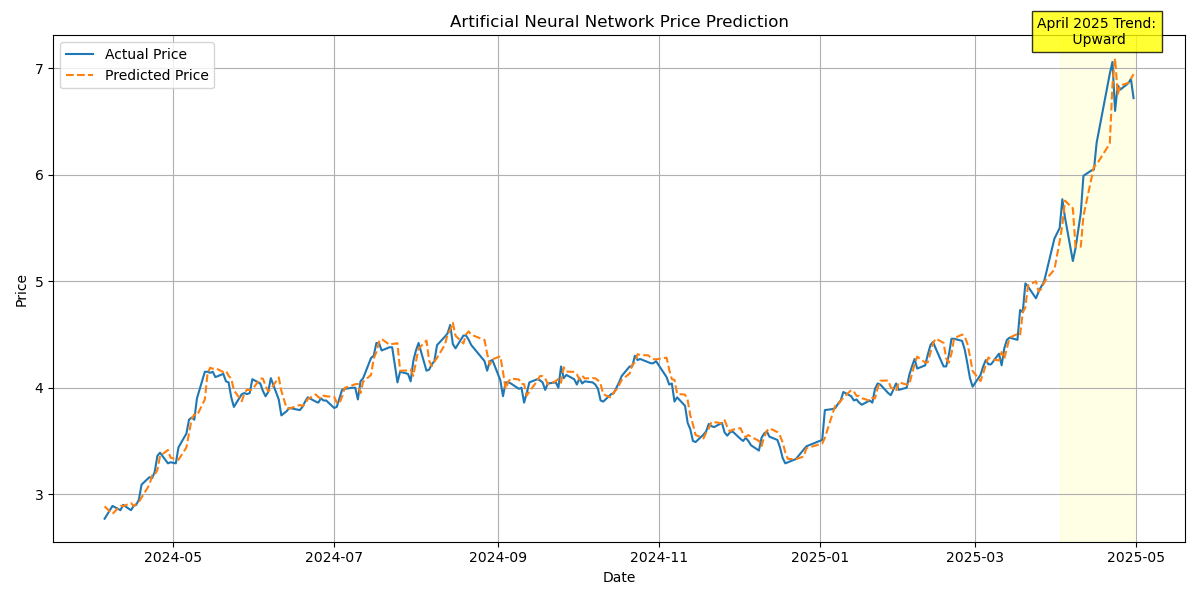 Artificial Neural Network Price Prediction
April 2025 Trend:
Upward
Actual Price
Predicted Price
Price
7
6
5
4
3
2024-05
2024-07
2024-09
2024-11
2025-01
2025-03
2025-05
Date